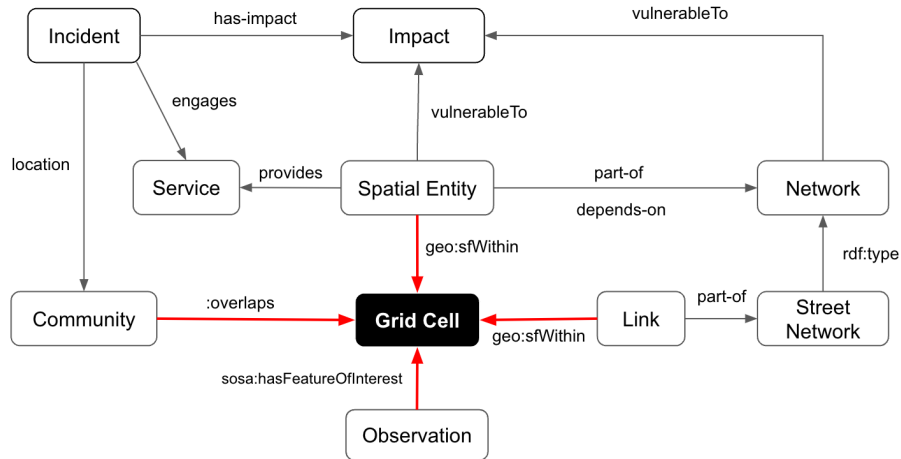 has-impact
vulnerableTo
Incident
Impact
engages
vulnerableTo
location
provides
part-of
Service
Spatial Entity
Network
depends-on
geo:sfWithin
rdf:type
:overlaps
part-of
Community
Grid Cell
Link
Street
Network
geo:sfWithin
sosa:hasFeatureOfInterest
Observation